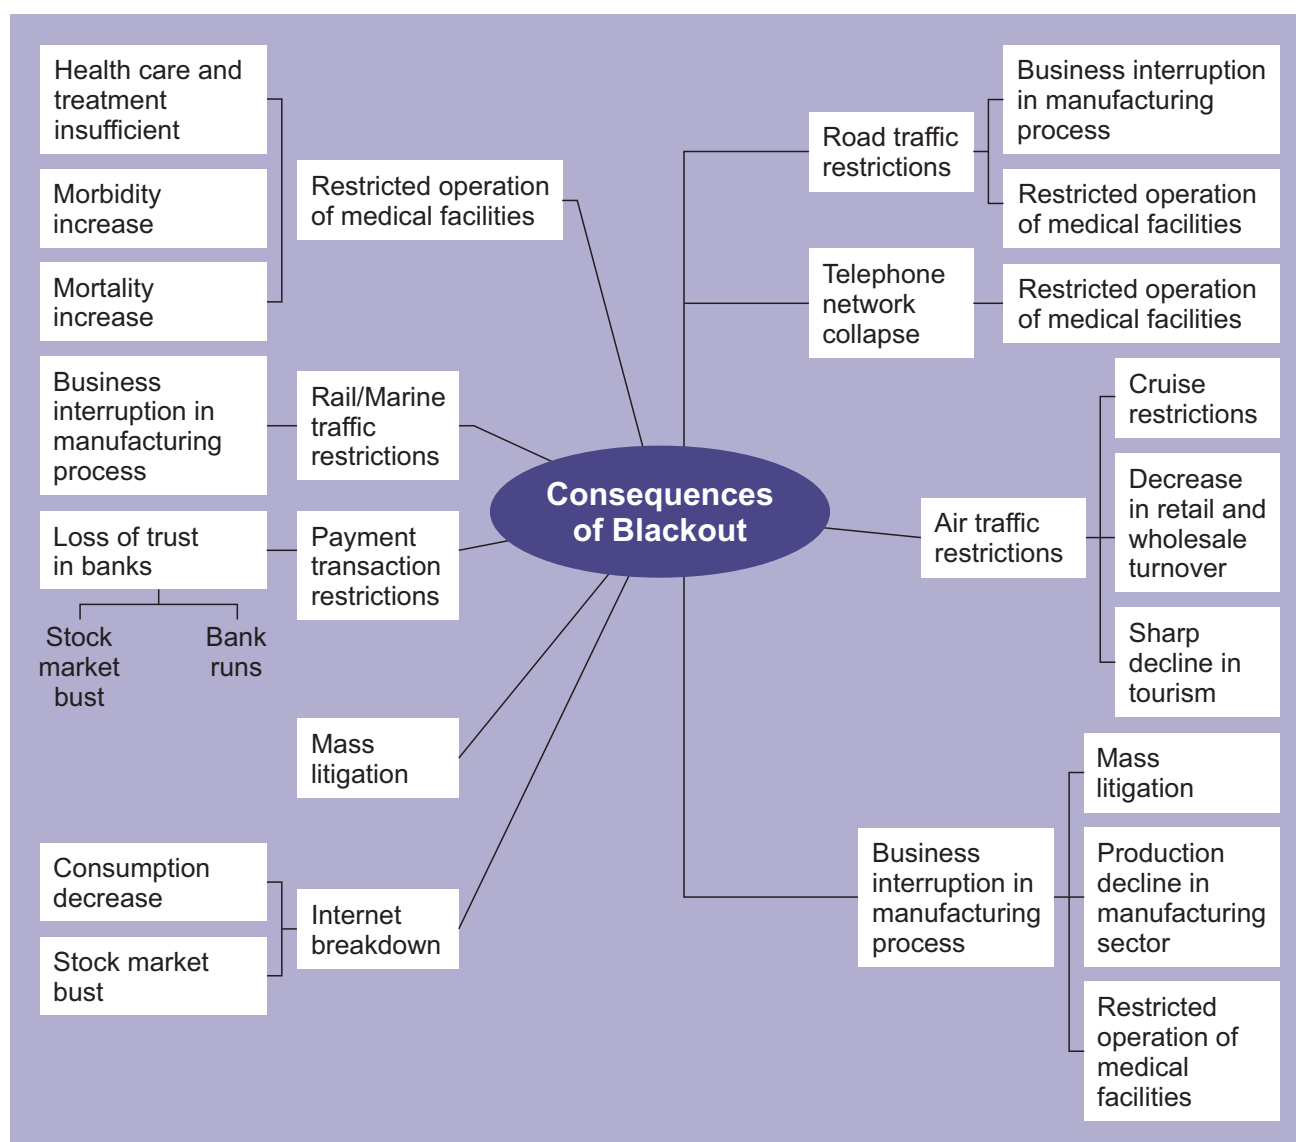 Health care and
treatment
insufficient
Morbidity
increase
Mortality
increase
Restricted operation
of medical facilities
Business
interruption in
manufacturing
process
Rail/Marine
traffic
restrictions
Loss of trust
in banks
Payment
transaction
restrictions
Stock
market
bust
Bank
runs
Mass
litigation
Consumption
decrease
Stock market
bust
Internet
breakdown
Consequences
of Blackout
Road traffic
restrictions
Business interruption
in manufacturing
process
Restricted operation
of medical facilities
Telephone
network
collapse
Restricted operation
of medical facilities
Air traffic
restrictions
Cruise
restrictions
Decrease
in retail and
wholesale
turnover
Sharp
decline in
tourism
Business
interruption in
manufacturing
process
Mass
litigation
Production
decline in
manufacturing
sector
Restricted
operation of
medical
facilities